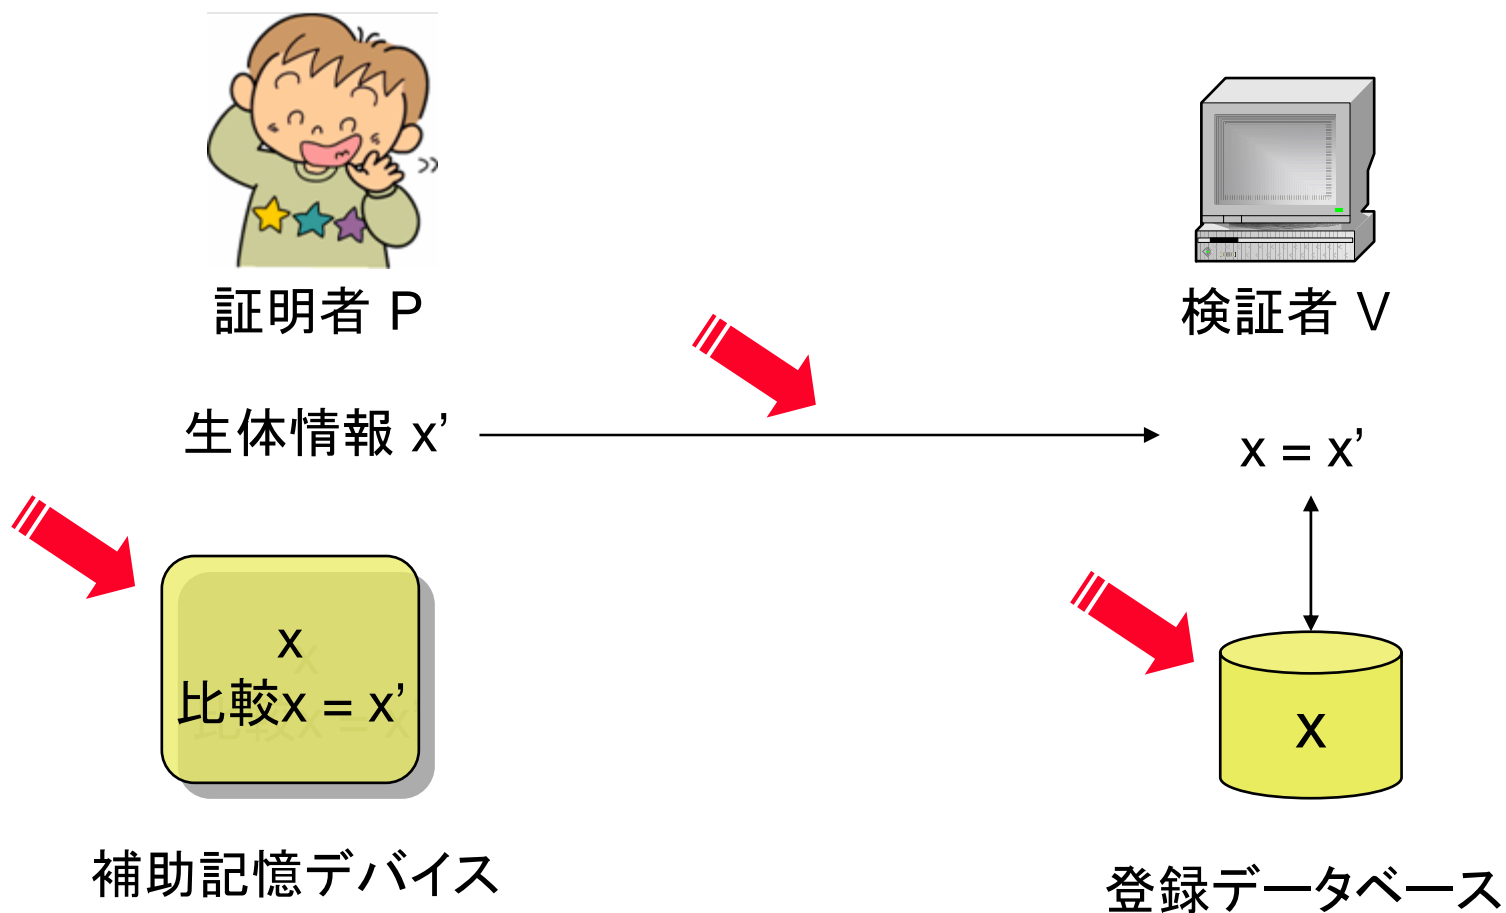 証明者 P
検証者 V
生体情報 x’
x = x’
x
比較x = x’
x
補助記憶デバイス
登録データベース